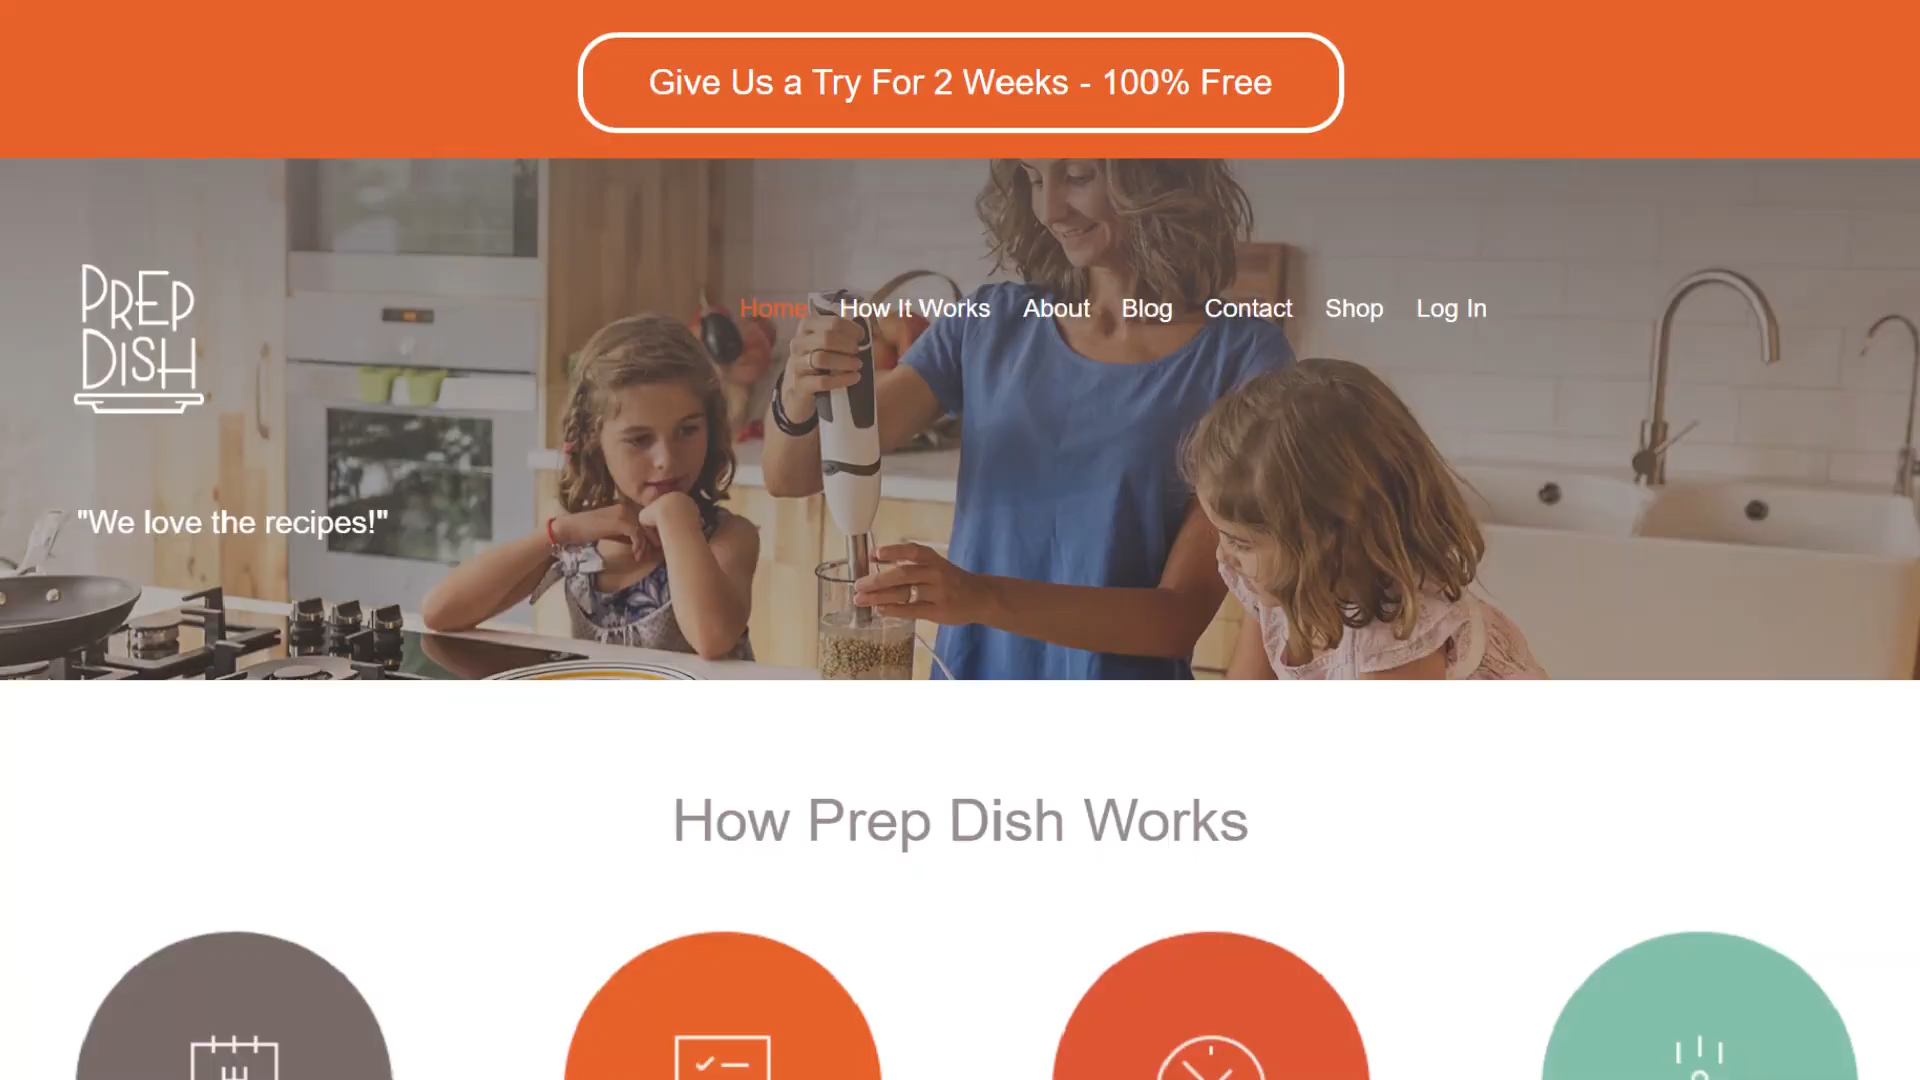 Give Us a Try For 2 Weeks - 100% Free
PREP
DISH
Home How It Works About Blog Contact Shop Log In
"We love the recipes!"
How Prep Dish Works